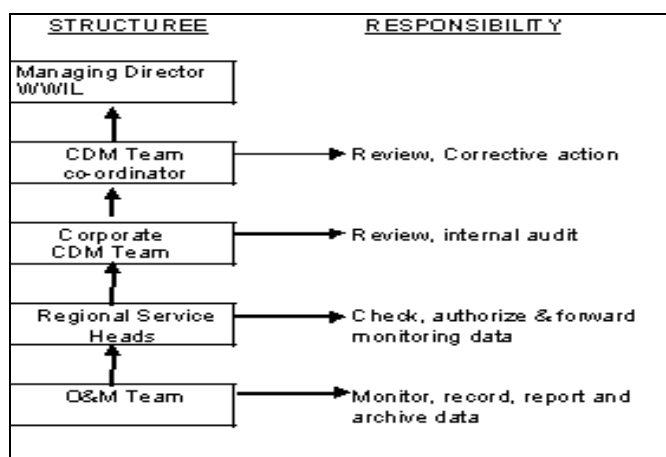 STRUCTUREE RESPONSIBILITY
Managing Director
WWIL
CDM Team
co-ordinator
Review, Corrective action
Corporate
CDM Team
Review, internal audit
Regional Service
Heads
Check, authorize & forward
monitoring data
O&M Team
Monitor, record, report and
archive data